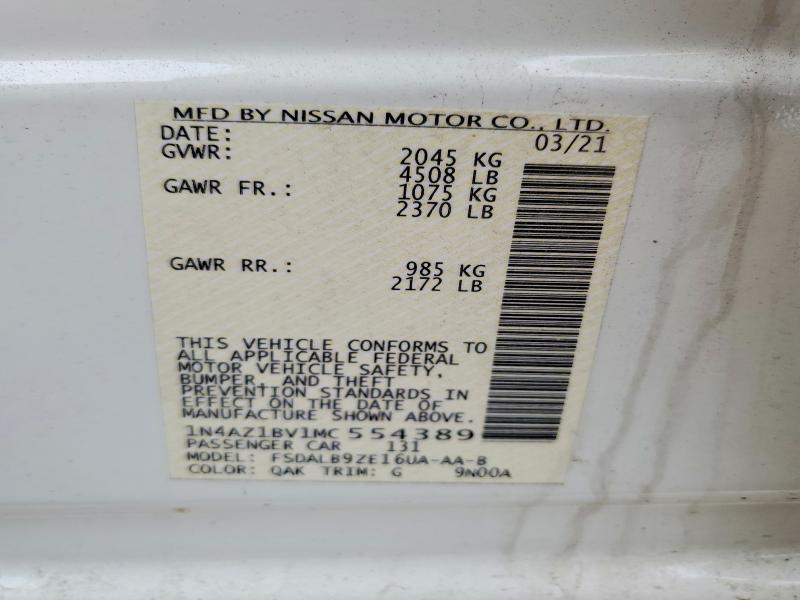 MFD BY NISSAN MOTOR CO., LTD.
DATE: 03/21
GVWR: 2045 KG
4508 LB
GAWR FR.: 1075 KG
2370 LB
GAWR RR.: 985 KG
2172 LB
THIS VEHICLE CONFORMS TO
ALL APPLICABLE FEDERAL
MOTOR VEHICLE SAFETY,
BUMPER, AND THEFT
PREVENTION STANDARDS IN
EFFECT ON THE DATE OF
MANUFACTURE SHOWN ABOVE.
1N4AZ1BV1MC554389
PASSENGER CAR 131
MODEL: FSDALB9ZE16UA-AA-B
COLOR: QAK TRIM: G 9N00A